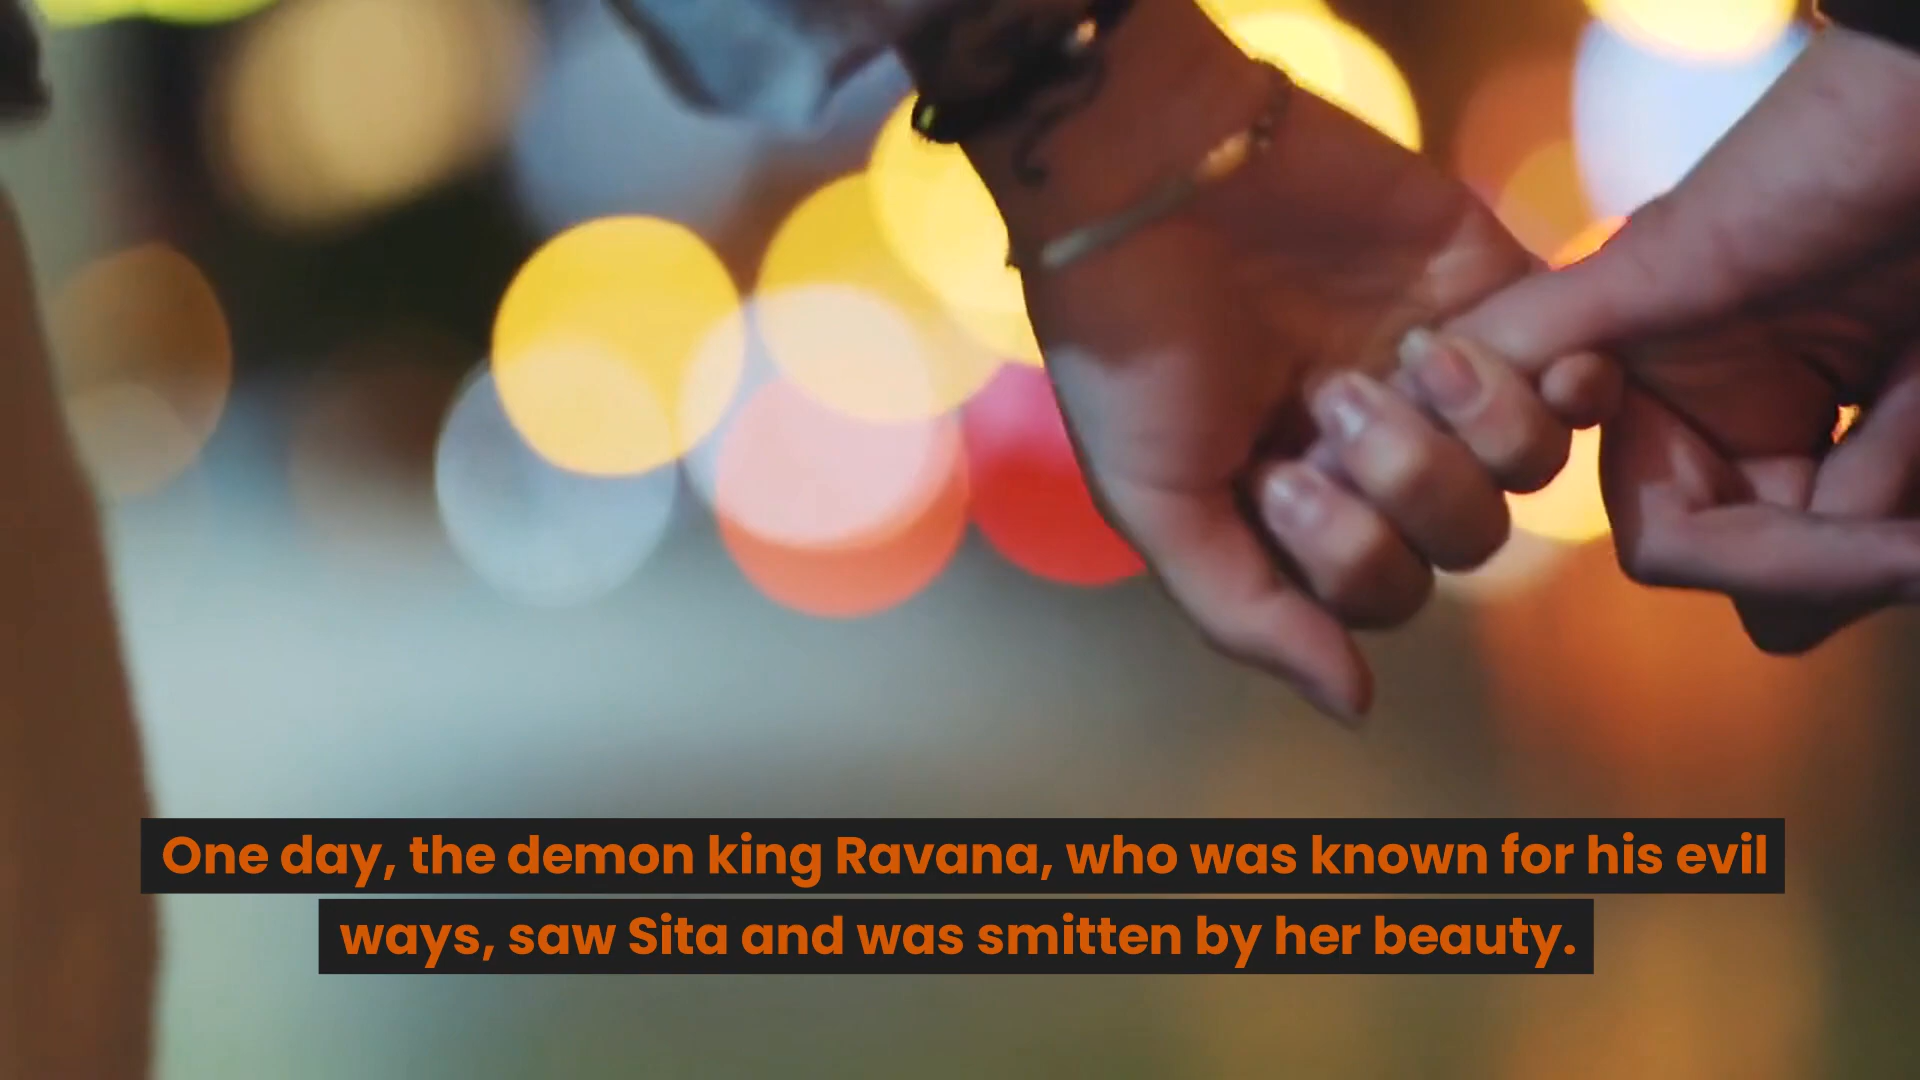 One day, the demon king Ravana, who was known for his evil
ways, saw Sita and was smitten by her beauty.